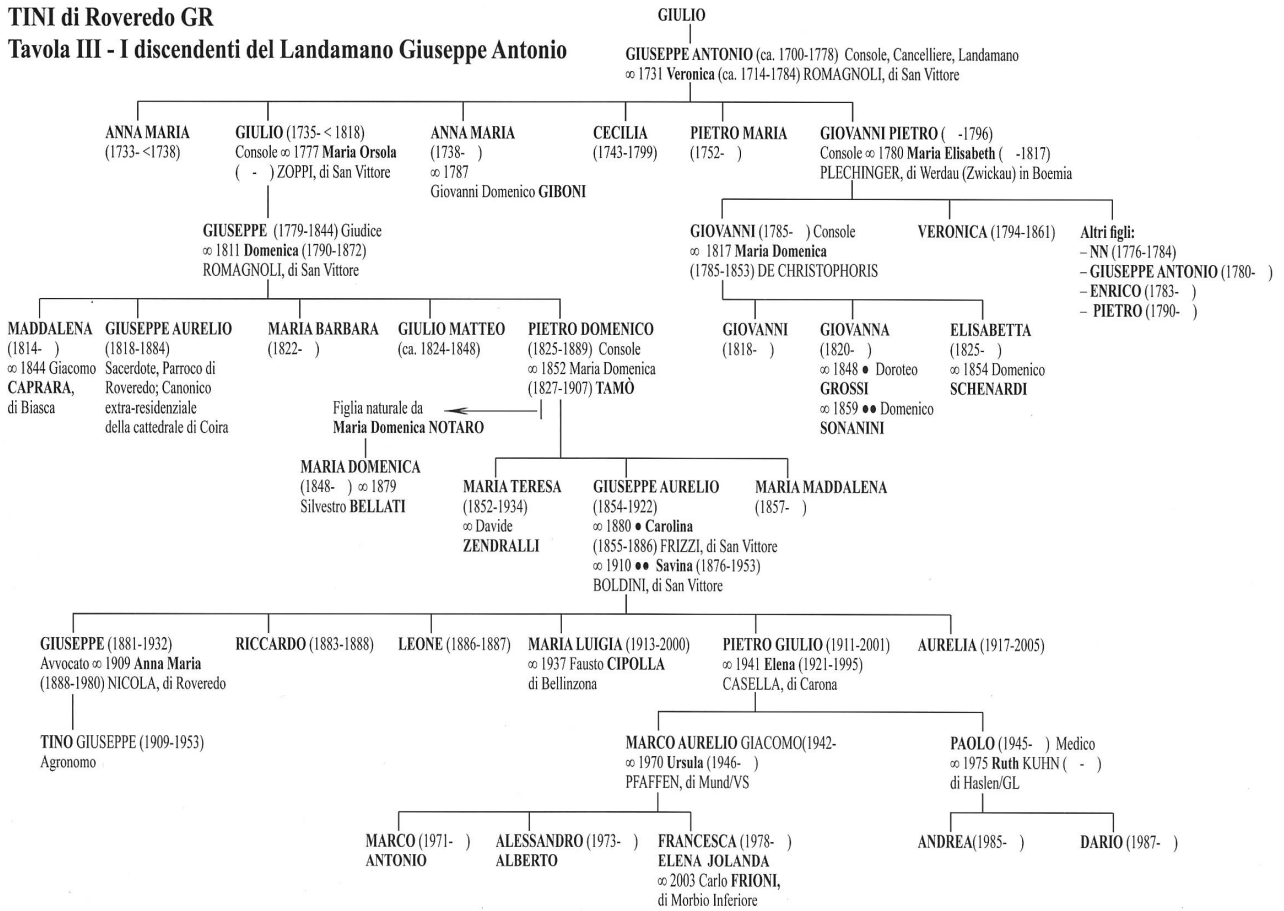 TINI di Roveredo GR
Tavola III - I discendenti del Landamano Giuseppe Antonio
GIULIO
GIUSEPPE ANTONIO (ca. 1700-1778) Console, Cancelliere, Landamano
∞ 1731 Veronica (ca. 1714-1784) ROMAGNOLI, di San Vittore
ANNA MARIA
(1733- <1738)
GIULIO (1735- < 1818)
Console ∞ 1777 Maria Orsola
( - ) ZOPPI, di San Vittore
ANNA MARIA
(1738- )
∞ 1787
Giovanni Domenico GIBONI
CECILIA
(1743-1799)
PIETRO MARIA
(1752- )
GIOVANNI PIETRO ( -1796)
Console ∞ 1780 Maria Elisabeth ( -1817)
PLECHINGER, di Werdau (Zwickau) in Boemia
GIUSEPPE (1779-1844) Giudice
∞ 1811 Domenica (1790-1872)
ROMAGNOLI, di San Vittore
GIOVANNI (1785- ) Console
∞ 1817 Maria Domenica
(1785-1853) DE CHRISTOPHORIS
VERONICA (1794-1861)
Altri figli:
– NN (1776-1784)
– GIUSEPPE ANTONIO (1780- )
– ENRICO (1783- )
– PIETRO (1790- )
MADDALENA
(1814- )
∞ 1844 Giacomo
CAPRARA,
di Biasca
GIUSEPPE AURELIO
(1818-1884)
Sacerdote, Parroco di
Roveredo; Canonico
extra-residenziale
della cattedrale di Coira
MARIA BARBARA
(1822- )
GIULIO MATTEO
(ca. 1824-1848)
PIETRO DOMENICO
(1825-1889) Console
∞ 1852 Maria Domenica
(1827-1907) TAMÒ
GIOVANNI
(1818- )
GIOVANNA
(1820- )
∞ 1848 • Doroteo
GROSSI
∞ 1859 •• Domenico
SONANINI
ELISABETTA
(1825- )
∞ 1854 Domenico
SCHENARDI
Figlia naturale da
Maria Domenica NOTARO
MARIA DOMENICA
(1848- ) ∞ 1879
Silvestro BELLATI
MARIA TERESA
(1852-1934)
∞ Davide
ZENDRALLI
GIUSEPPE AURELIO
(1854-1922)
∞ 1880 • Carolina
(1855-1886) FRIZZI, di San Vittore
∞ 1910 •• Savina (1876-1953)
BOLDINI, di San Vittore
MARIA MADDALENA
(1857- )
GIUSEPPE (1881-1932)
Avvocato ∞ 1909 Anna Maria
(1888-1980) NICOLA, di Roveredo
RICCARDO (1883-1888)
LEONE (1886-1887)
MARIA LUIGIA (1913-2000)
∞ 1937 Fausto CIPOLLA
di Bellinzona
PIETRO GIULIO (1911-2001)
∞ 1941 Elena (1921-1995)
CASELLA, di Carona
AURELIA (1917-2005)
TINO GIUSEPPE (1909-1953)
Agronomo
MARCO AURELIO GIACOMO(1942-
∞ 1970 Ursula (1946- )
PFAFFEN, di Mund/VS
PAOLO (1945- ) Medico
∞ 1975 Ruth KUHN ( - )
di Haslen/GL
MARCO (1971- )
ANTONIO
ALESSANDRO (1973- )
ALBERTO
FRANCESCA (1978- )
ELENA JOLANDA
∞ 2003 Carlo FRIONI,
di Morbio Inferiore
ANDREA(1985- )
DARIO (1987- )